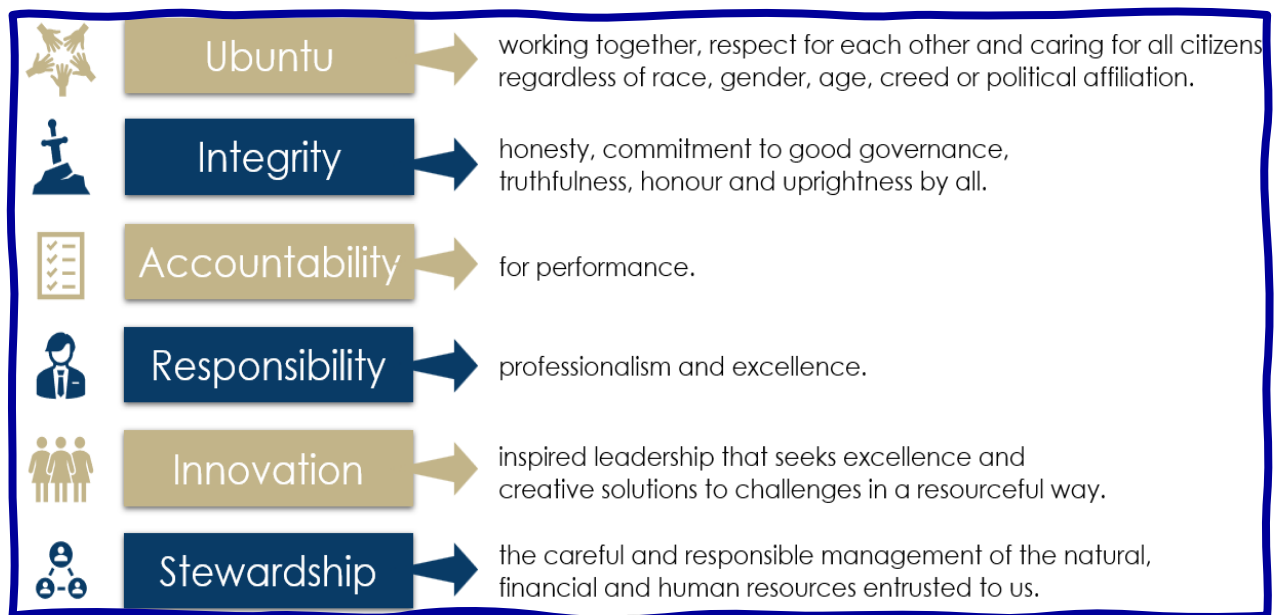 Ubuntu
working together, respect for each other and caring for all citizens
regardless of race, gender, age, creed or political affiliation.
Integrity
honesty, commitment to good governance,
truthfulness, honour and uprightness by all.
Accountability
for performance.
Responsibility
professionalism and excellence.
Innovation
inspired leadership that seeks excellence and
creative solutions to challenges in a resourceful way.
Stewardship
the careful and responsible management of the natural,
financial and human resources entrusted to us.